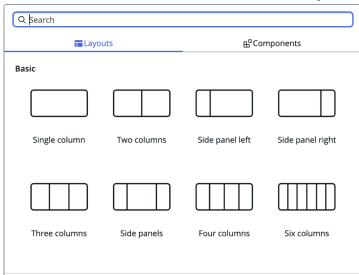 Search
Layouts Components
Basic
Single column Two columns Side panel left Side panel right
Three columns Side panels Four columns Six columns